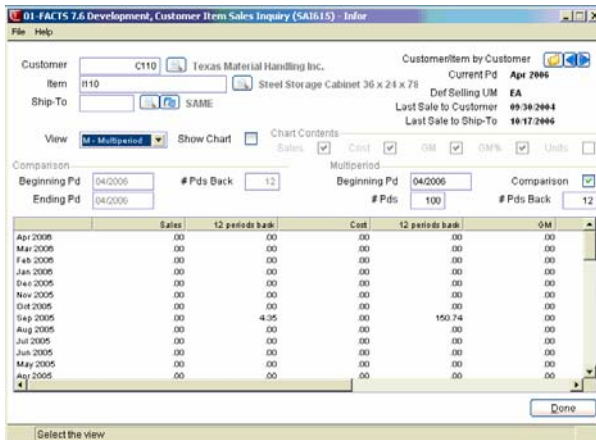 01-FACTS 7.6 Development, Customer Item Sales Inquiry (SAI615) - Infor
File Help
Customer C110 Texas Material Handling Inc. Customer/Item by Customer
Current Pd Apr 2006
Item I110 Steel Storage Cabinet 36 x 24 x 78
Def Selling UM EA
Ship-To SAME Last Sale to Customer 09/30/2004
Last Sale to Ship-To 10/17/2006
View M - Multiperiod Show Chart Chart Contents
Sales Cost GM GM% Units
Comparison Multiperiod
Beginning Pd 04/2006 # Pds Back 12 Beginning Pd 04/2006 Comparison
Ending Pd 04/2006 # Pds 100 # Pds Back 12
Sales 12 periods back Cost 12 periods back GM
Apr 2006 .00 .00 .00 .00 .00
Mar 2006 .00 .00 .00 .00 .00
Feb 2006 .00 .00 .00 .00 .00
Jan 2006 .00 .00 .00 .00 .00
Dec 2005 .00 .00 .00 .00 .00
Nov 2005 .00 .00 .00 .00 .00
Oct 2005 .00 .00 .00 .00 .00
Sep 2005 .00 4.35 .00 150.74 .00
Aug 2005 .00 .00 .00 .00 .00
Jul 2005 .00 .00 .00 .00 .00
Jun 2005 .00 .00 .00 .00 .00
May 2005 .00 .00 .00 .00 .00
Apr 2005 .00 .00 .00 .00 .00
Done
Select the view